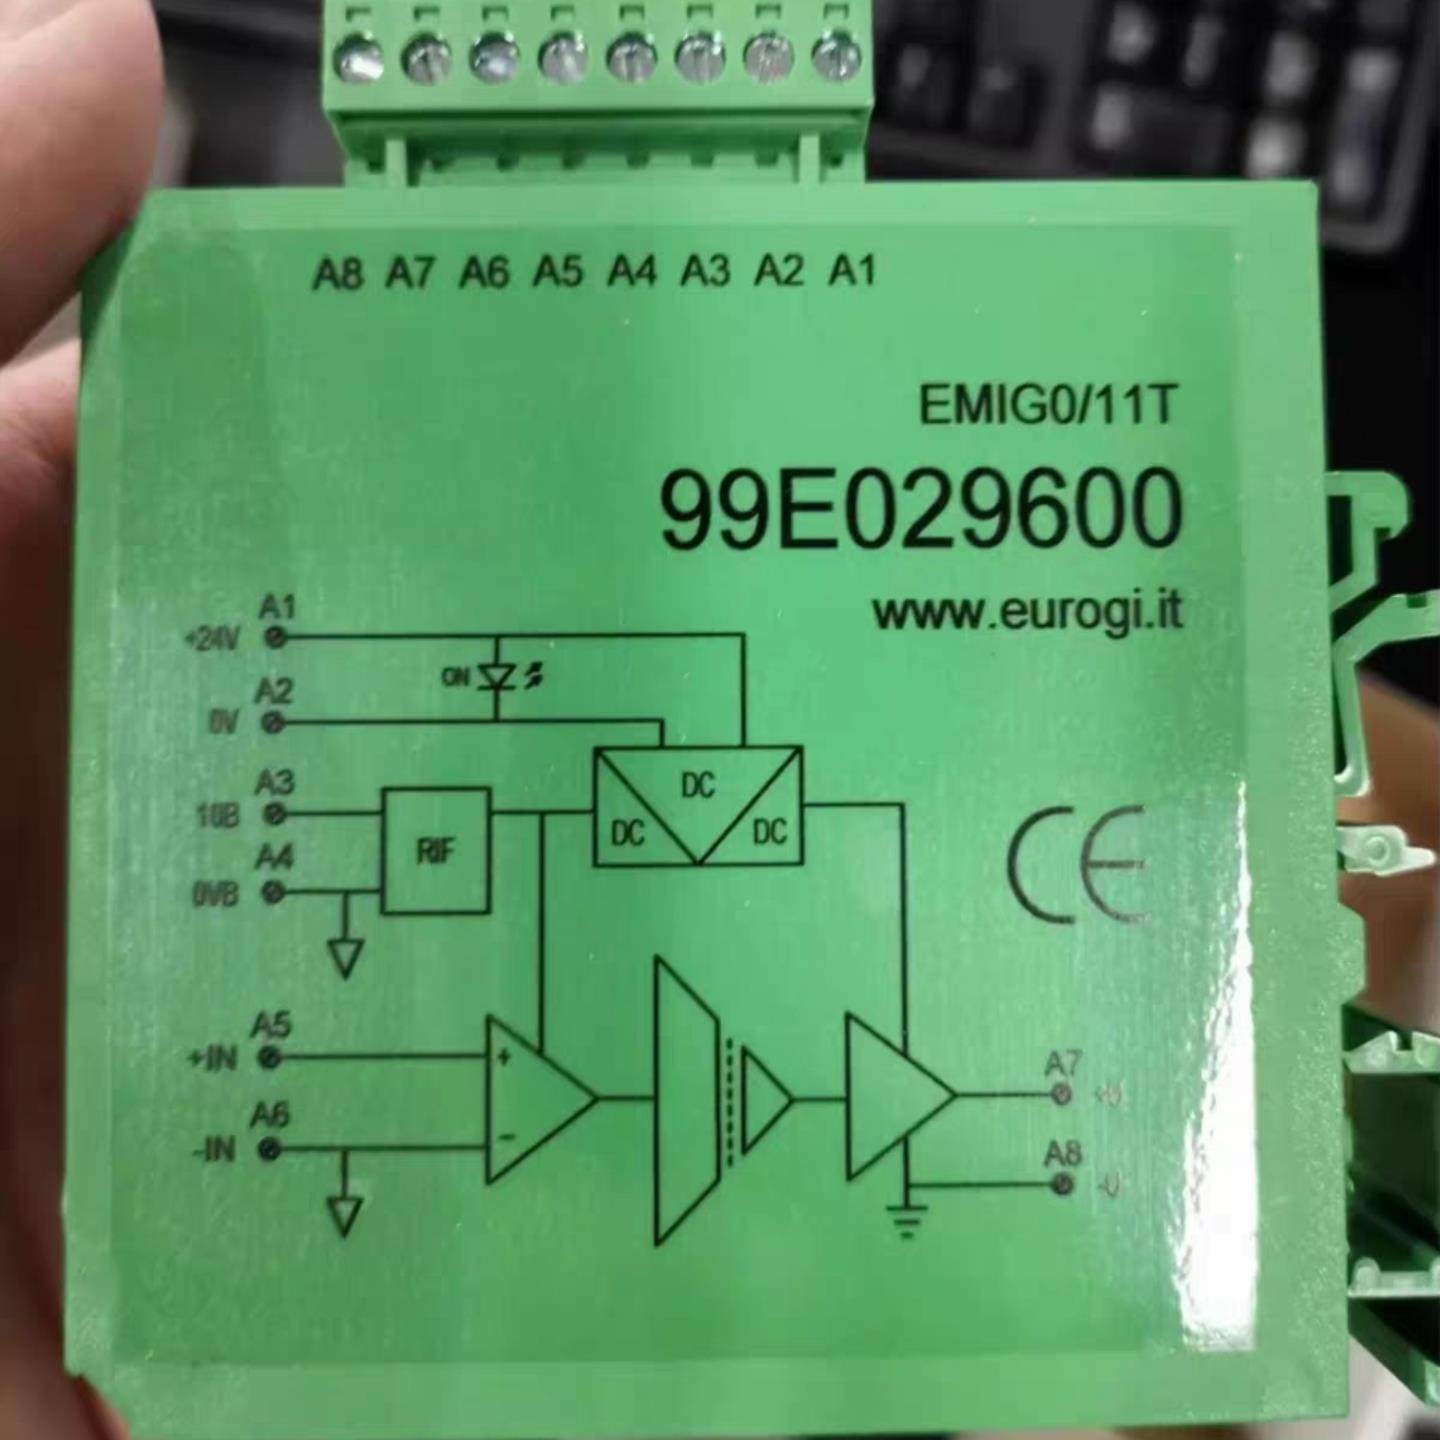 A8 A7 A6 A5 A4 A3 A2 A1
EMIG0/11T
99E029600
www.eurogi.it
A1
+24V
ON
A2
0V
DC
DC
DC
A3
10B
RIF
A4
0VB
CE
A5
+IN
+
A6
-IN
-
A7
A8
-U